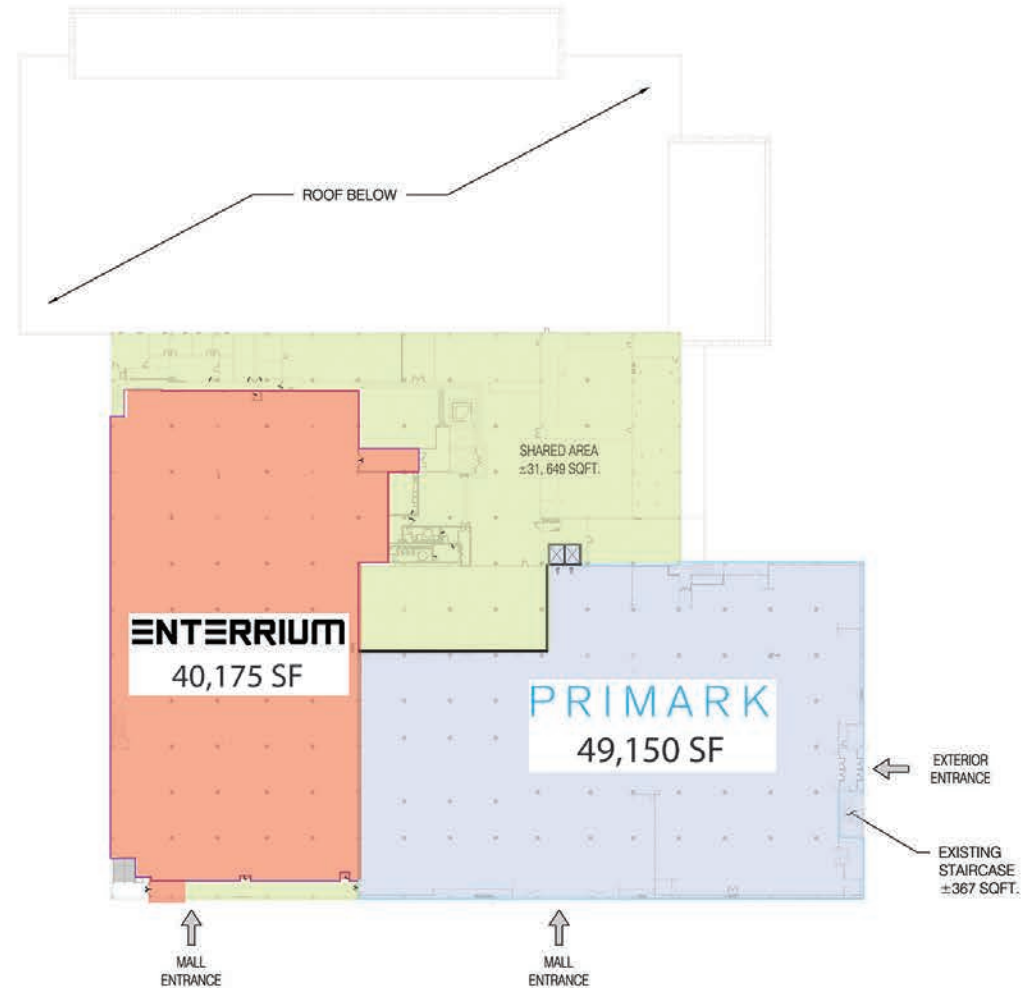 ROOF BELOW
SHARED AREA
±31, 649 SQFT.
ENTERRIUM
40,175 SF
PRIMARK
49,150 SF
EXTERIOR
ENTRANCE
EXISTING
STAIRCASE
±367 SQFT.
MALL
ENTRANCE
MALL
ENTRANCE